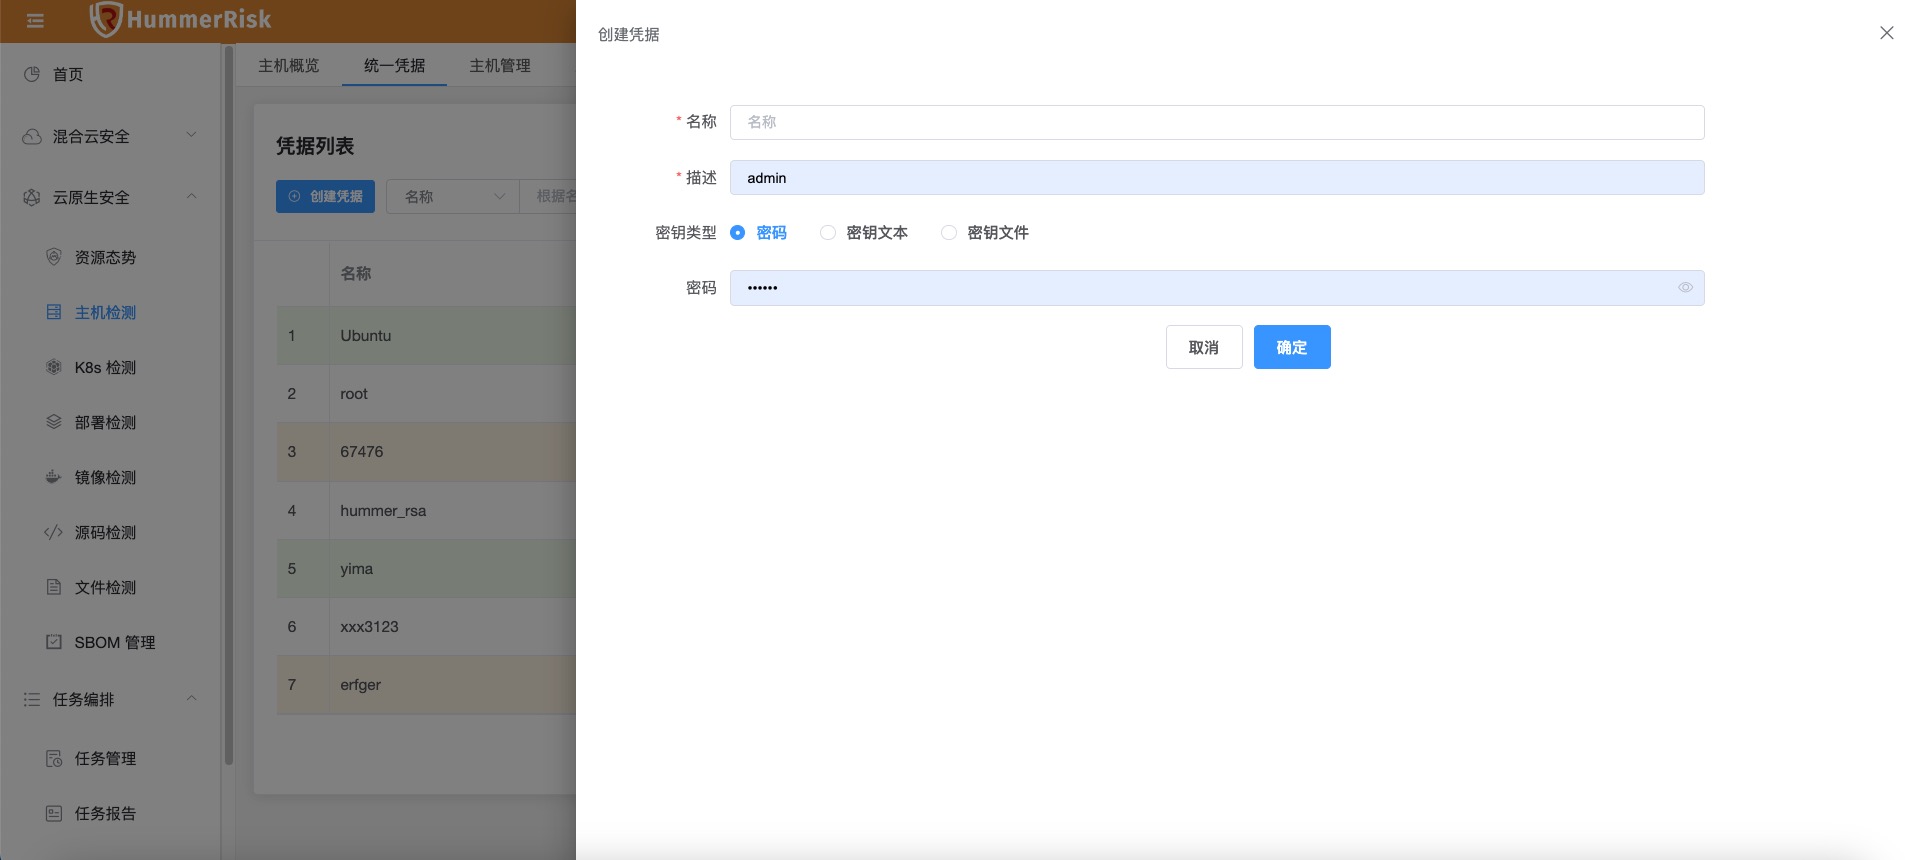 HummerRisk
首页
混合云安全
云原生安全
资源态势
主机检测
K8s 检测
部署检测
镜像检测
源码检测
文件检测
SBOM 管理
任务编排
任务管理
任务报告
主机概览
统一凭据
主机管理
凭据列表
创建凭据
名称
根据名
名称
1 Ubuntu
2 root
3 67476
4 hummer_rsa
5 yima
6 xxx3123
7 erfger
创建凭据
* 名称 名称
* 描述 admin
密钥类型 密码 密钥文本 密钥文件
密码 ••••••
取消 确定